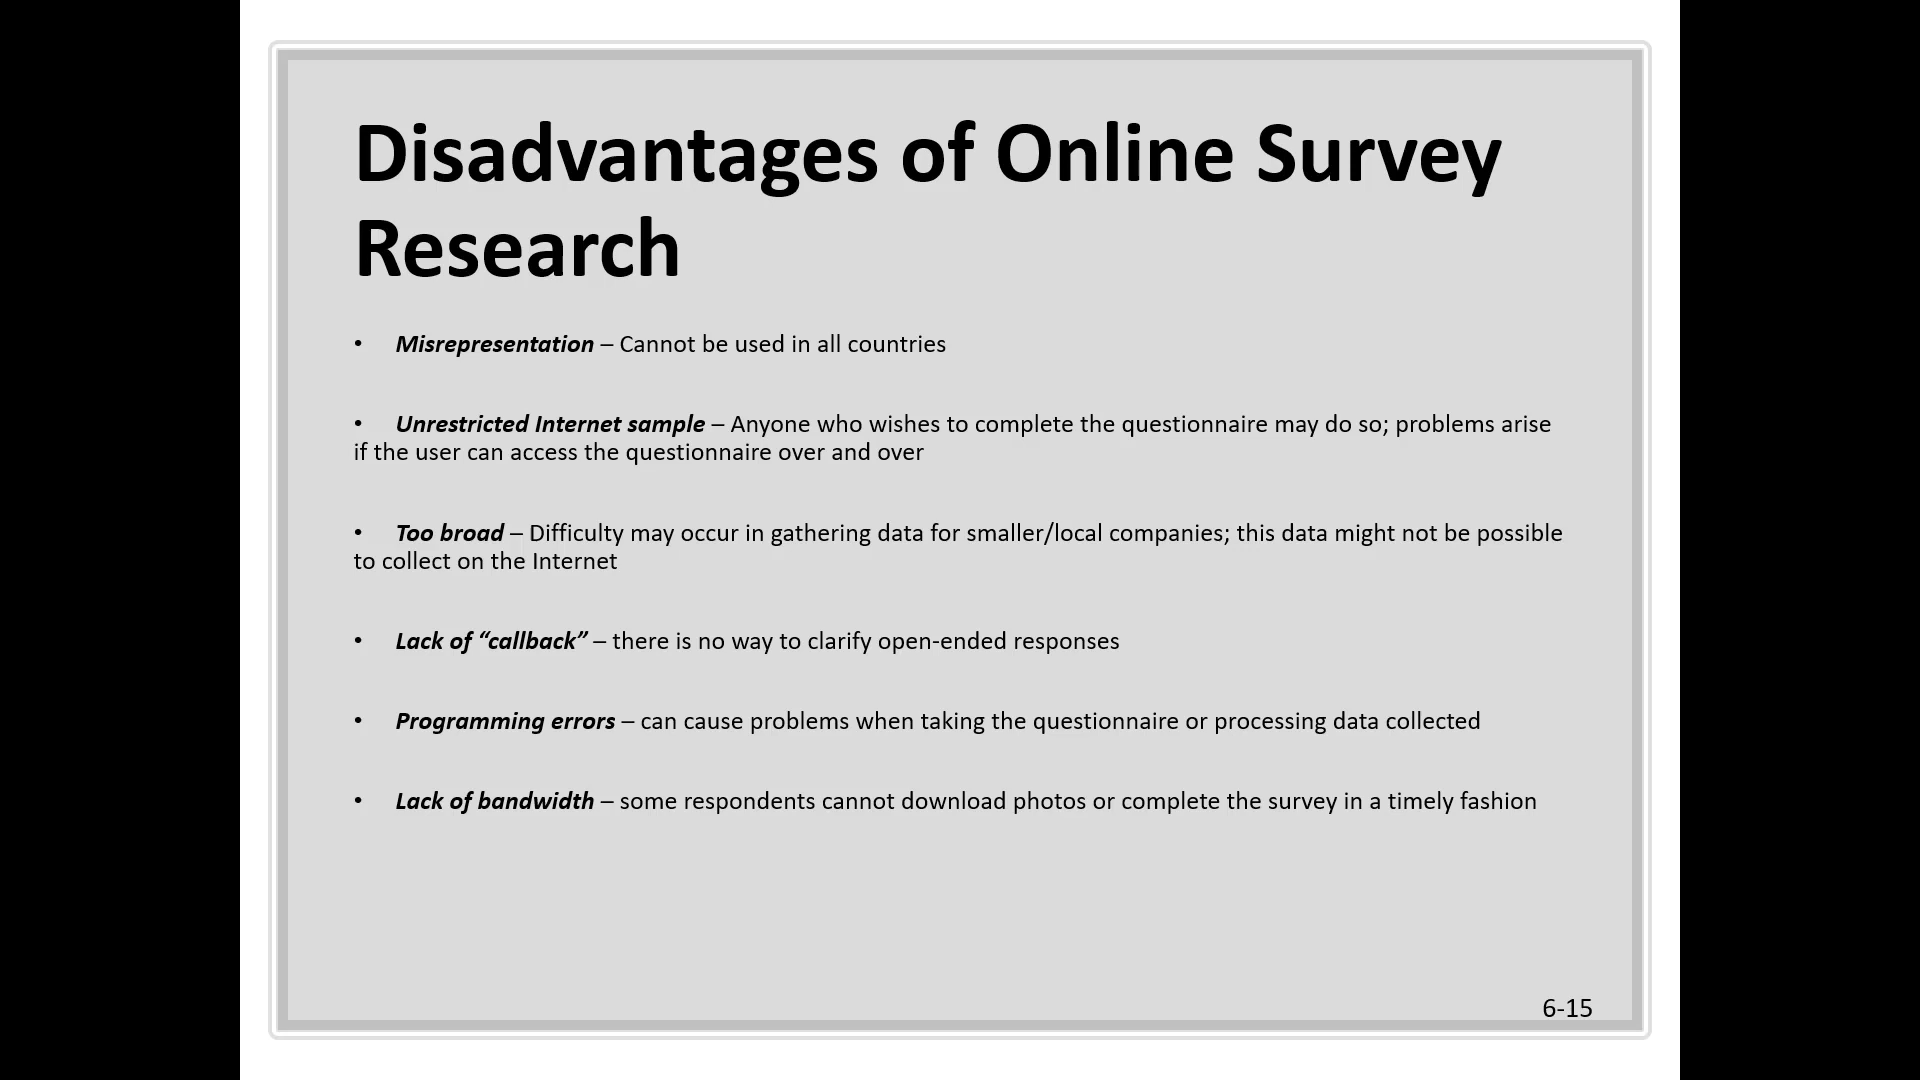 Disadvantages of Online Survey
Research
• Misrepresentation – Cannot be used in all countries
• Unrestricted Internet sample – Anyone who wishes to complete the questionnaire may do so; problems arise
if the user can access the questionnaire over and over
• Too broad – Difficulty may occur in gathering data for smaller/local companies; this data might not be possible
to collect on the Internet
• Lack of “callback” – there is no way to clarify open-ended responses
• Programming errors – can cause problems when taking the questionnaire or processing data collected
• Lack of bandwidth – some respondents cannot download photos or complete the survey in a timely fashion
6-15